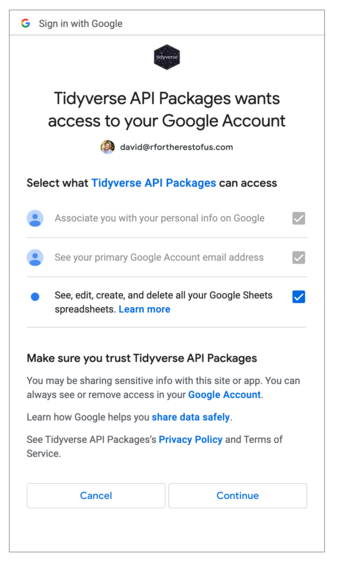 Sign in with Google
tidyverse
Tidyverse API Packages wants
access to your Google Account
david@rfortherestofus.com
Select what Tidyverse API Packages can access
Associate you with your personal info on Google
See your primary Google Account email address
See, edit, create, and delete all your Google Sheets
spreadsheets. Learn more
Make sure you trust Tidyverse API Packages
You may be sharing sensitive info with this site or app. You can
always see or remove access in your Google Account.
Learn how Google helps you share data safely.
See Tidyverse API Packages's Privacy Policy and Terms of
Service.
Cancel
Continue